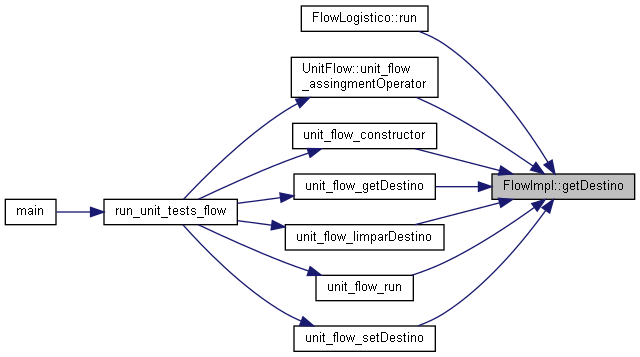 FlowLogistico::run
UnitFlow::unit_flow
_assingmentOperator
unit_flow_constructor
unit_flow_getDestino
FlowImpl::getDestino
main
run_unit_tests_flow
unit_flow_limparDestino
unit_flow_run
unit_flow_setDestino